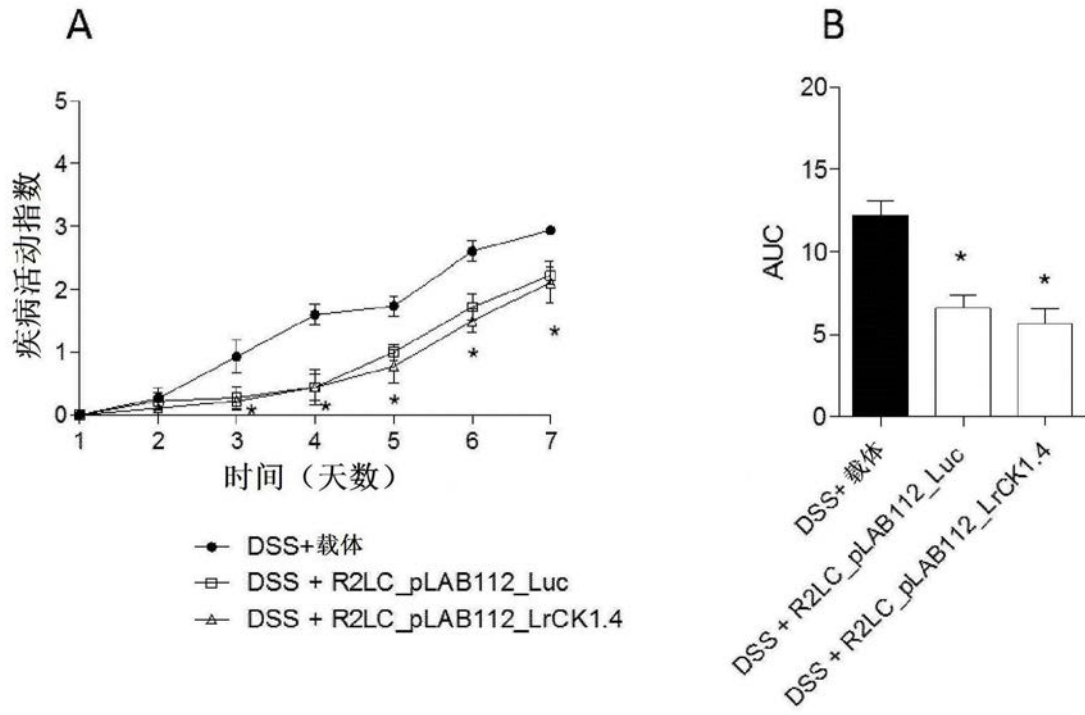 A
疾病活动指数
5
4
3
2
1
0
*
*
*
*
*
1 2 3 4 5 6 7
时间（天数）
DSS+载体
DSS + R2LC_pLAB112_Luc
DSS + R2LC_pLAB112_LrCK1.4
B
AUC
20
15
10
5
0
*
*
DSS+ 载体
DSS + R2LC_pLAB112_Luc
DSS + R2LC_pLAB112_LrCK1.4